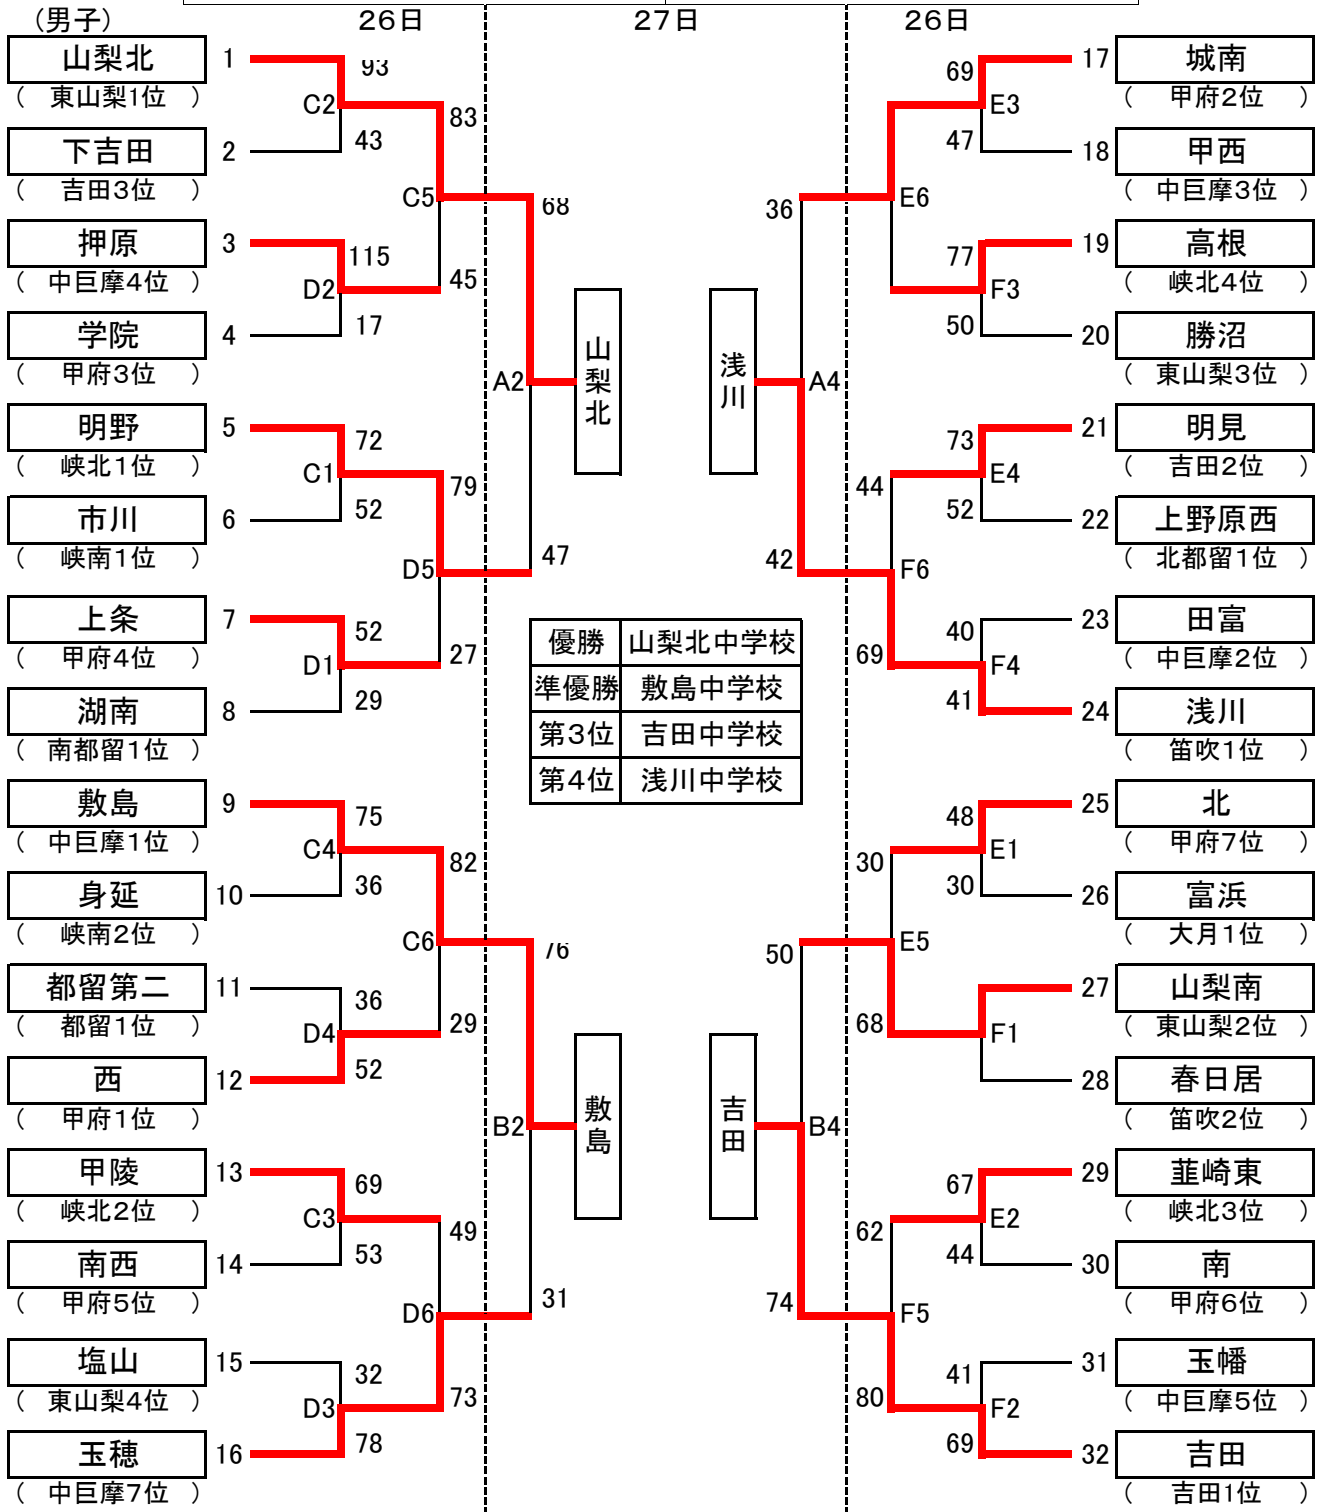 （男子）
26日
27日
26日
山梨北
1
（　東山梨1位　）
下吉田
2
（　吉田3位　）
押原
3
（　中巨摩4位　）
学院
4
（　甲府3位　）
明野
5
（　峡北1位　）
市川
6
（　峡南1位　）
上条
7
（　甲府4位　）
湖南
8
（　南都留1位　）
敷島
9
（　中巨摩1位　）
身延
10
（　峡南2位　）
都留第二
11
（　都留1位　）
西
12
（　甲府1位　）
甲陵
13
（　峡北2位　）
南西
14
（　甲府5位　）
塩山
15
（　東山梨4位　）
玉穂
16
（　中巨摩7位　）
93
C2
43
83
C5
115
D2
17
45
68
A2
72
C1
52
79
D5
47
52
D1
29
27
75
C4
36
82
C6
76
36
D4
52
29
B2
69
C3
53
49
D6
31
32
D3
78
73
山梨北
浅川
敷島
吉田
優勝 山梨北中学校
準優勝 敷島中学校
第3位 吉田中学校
第4位 浅川中学校
69
E3
47
E6
36
77
F3
50
A4
73
E4
52
44
F6
42
40
F4
41
69
48
E1
30
30
E5
50
68
F1
B4
67
E2
44
62
F5
74
41
F2
69
80
17
城南
（　甲府2位　）
18
甲西
（　中巨摩3位　）
19
高根
（　峡北4位　）
20
勝沼
（　東山梨3位　）
21
明見
（　吉田2位　）
22
上野原西
（　北都留1位　）
23
田富
（　中巨摩2位　）
24
浅川
（　笛吹1位　）
25
北
（　甲府7位　）
26
富浜
（　大月1位　）
27
山梨南
（　東山梨2位　）
28
春日居
（　笛吹2位　）
29
韮崎東
（　峡北3位　）
30
南
（　甲府6位　）
31
玉幡
（　中巨摩5位　）
32
吉田
（　吉田1位　）